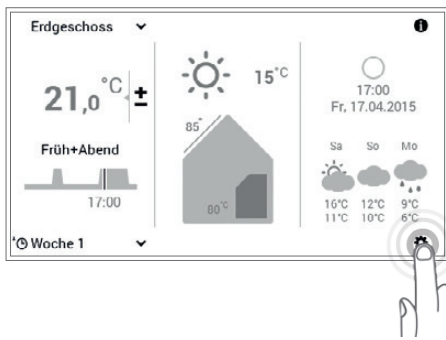 Erdgeschoss
21,0 °C ±
Früh+Abend
17:00
Woche 1
15°C
85°
80°C
17:00
Fr, 17.04.2015
Sa So Mo
16°C 12°C 9°C
11°C 10°C 6°C